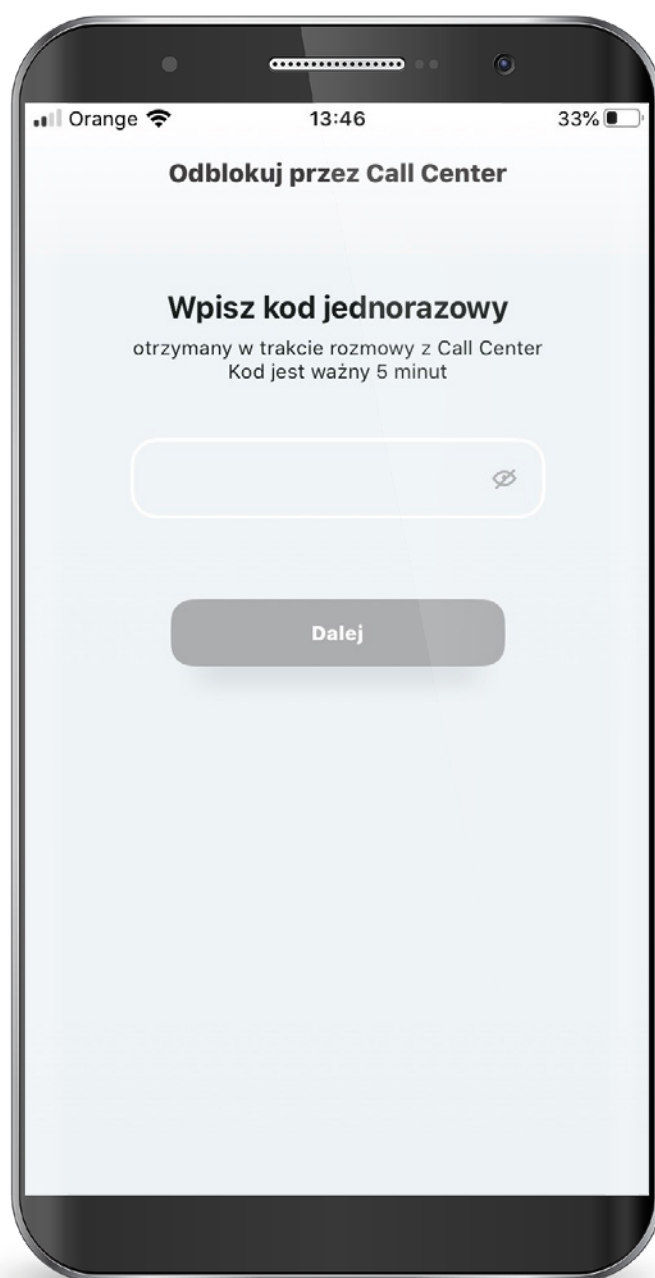 Orange
13:46
33%
Odblokuj przez Call Center
Wpisz kod jednorazowy
otrzymany w trakcie rozmowy z Call Center
Kod jest ważny 5 minut
Dalej